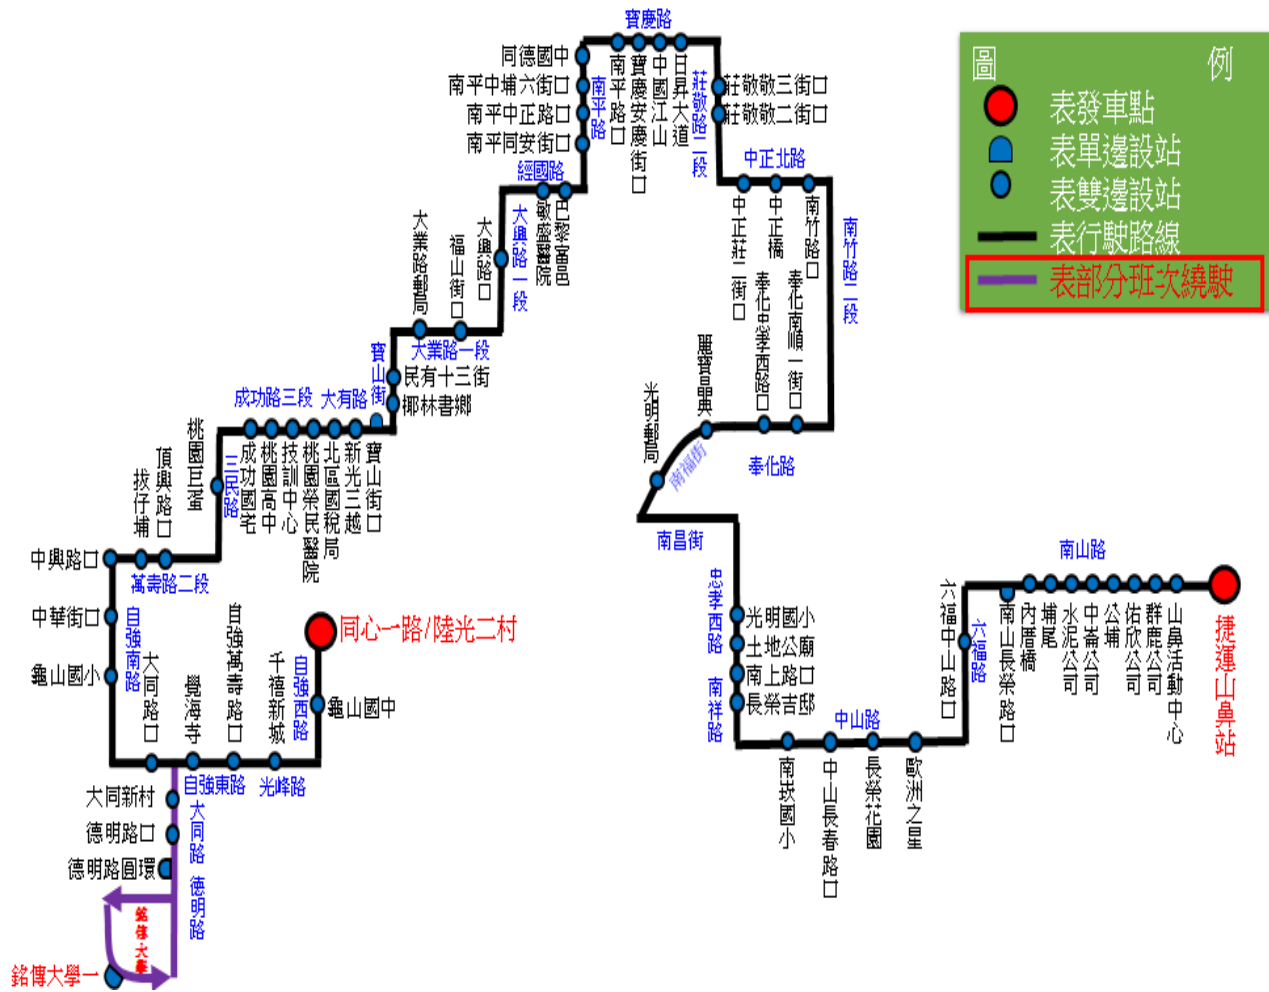 圖 例
表發車點
表單邊設站
表雙邊設站
表行駛路線
表部分班次繞駛
寶慶路
同德國中
南平中埔六街口
南平中正路口
南平同安街口
南平路
南平路口
寶慶安慶街口
中國江山
日昇大道
莊敬路二段
莊敬敬三街口
莊敬敬二街口
中正北路
中正莊二街口
中正橋
南竹路口
南竹路二段
經國路
敏盛醫院
巴黎富邑
大興路一段
大興路口
福山街口
大業路郵局
大業路一段
寶山街
民有十三街
椰林書鄉
成功路三段
大有路
成功國宅
桃園高中
技訓中心
桃園榮民醫院
北區國稅局
新光三越
寶山街口
三民路
桃園巨蛋
頂興路口
拔仔埔
萬壽路二段
中興路口
中華街口
龜山國小
自強南路
大同路口
覺海寺
自強萬壽路口
千禧新城
自強東路
光峰路
自強西路
龜山國中
同心一路/陸光二村
大同新村
德明路口
德明路圓環
大同路
德明路
銘傳大學
銘傳大學一
奉化忠孝西路口
奉化南順一街口
奉化路
麗寶晶典
光明郵局
南福街
南昌街
忠孝西路
光明國小
土地公廟
南上路口
長榮吉邸
南祥路
中山路
南崁國小
中山長春路口
長榮花園
歐洲之星
六福中山路口
六福路
南山路
南山長榮路口
內厝橋
埔尾
水泥公司
中崙公司
公埔
佑欣公司
群鹿公司
山鼻活動中心
捷運山鼻站